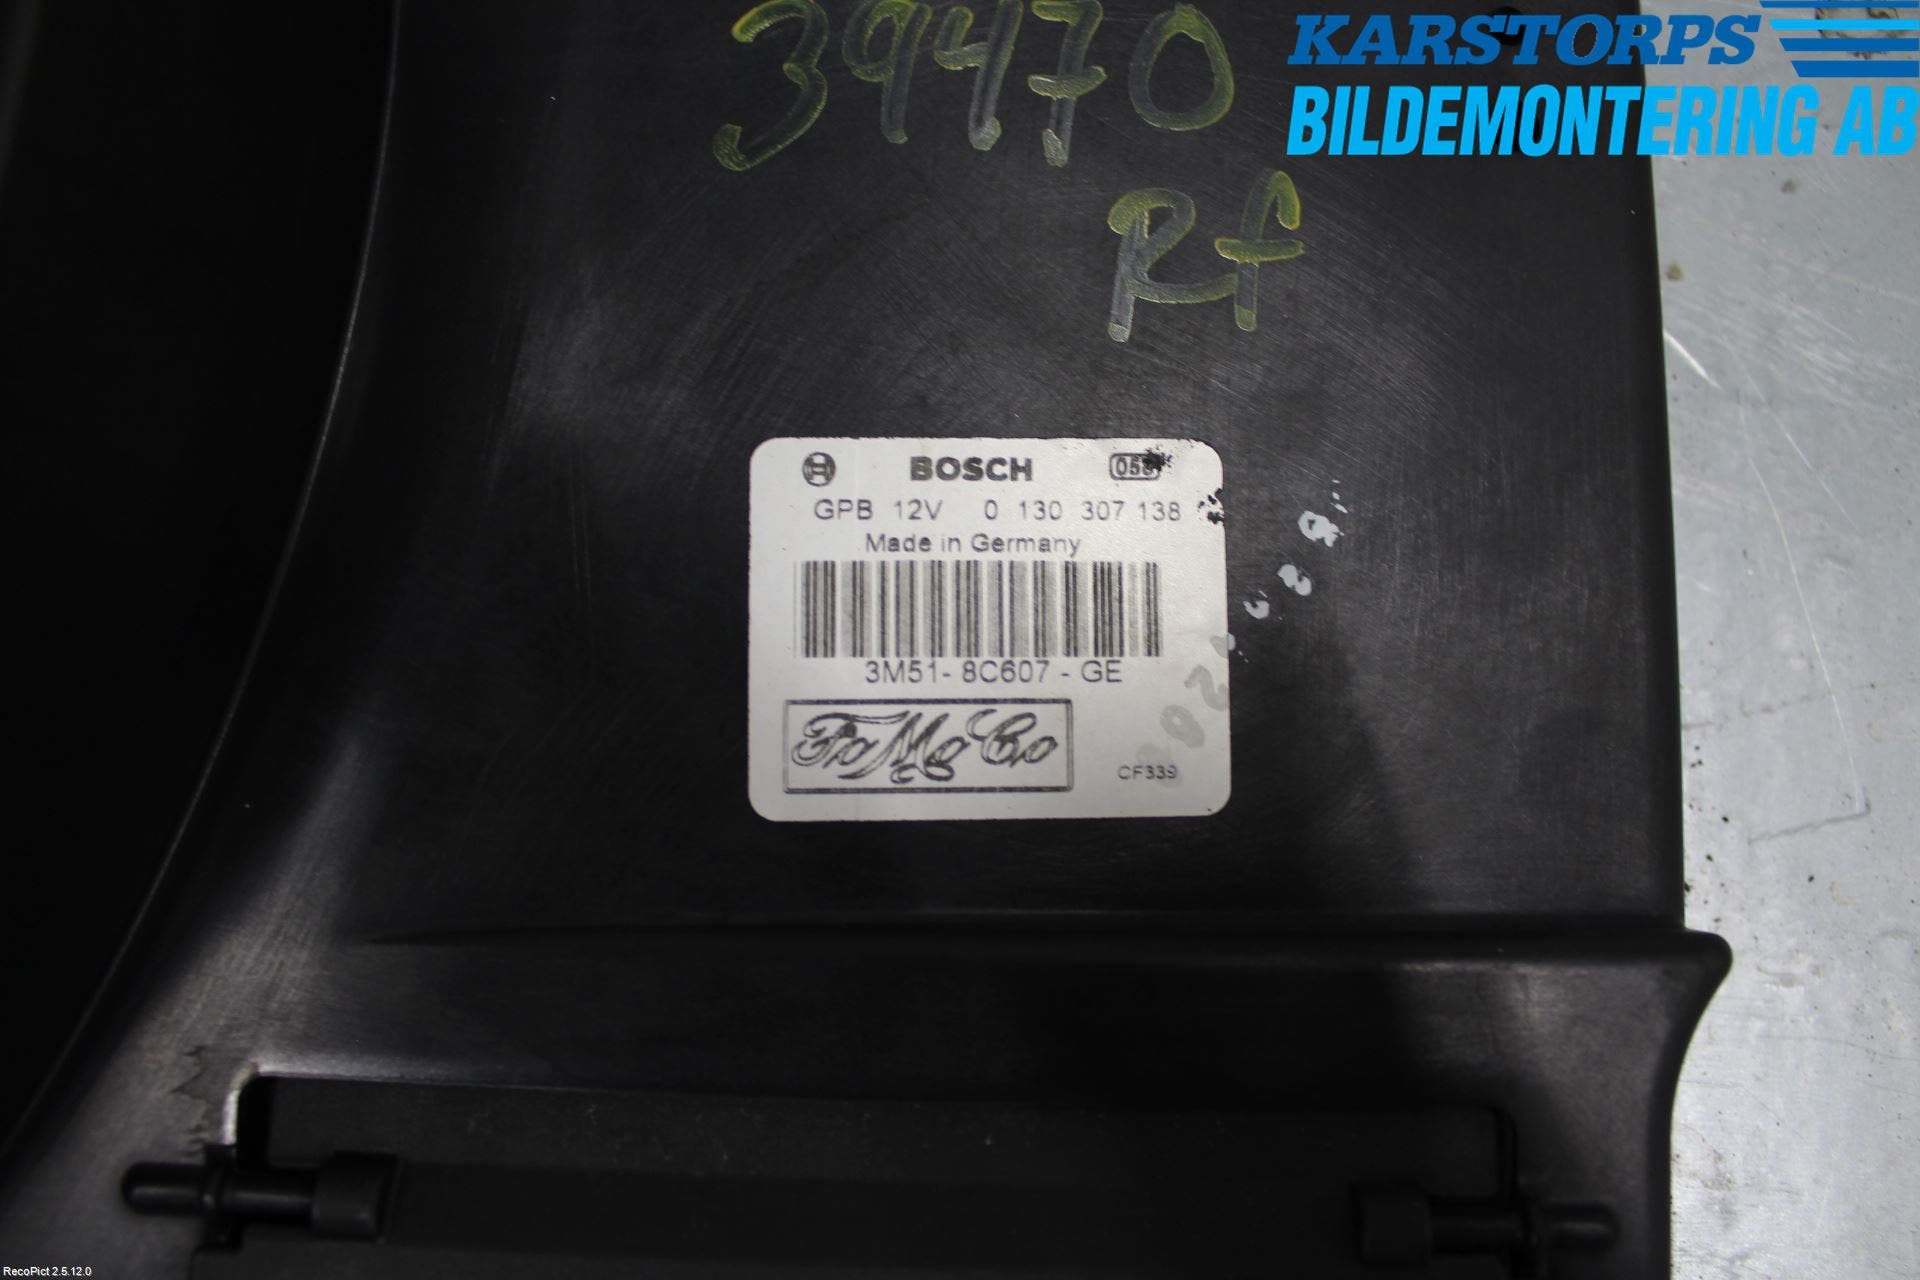 39470
Rf
KARSTORPS
BILDEMONTERING AB
BOSCH
GPB 12V 0 130 307 138
Made in Germany
3M51- 8C607 - GE
FoMoCo
CF339
RecoPict 2.5.12.0